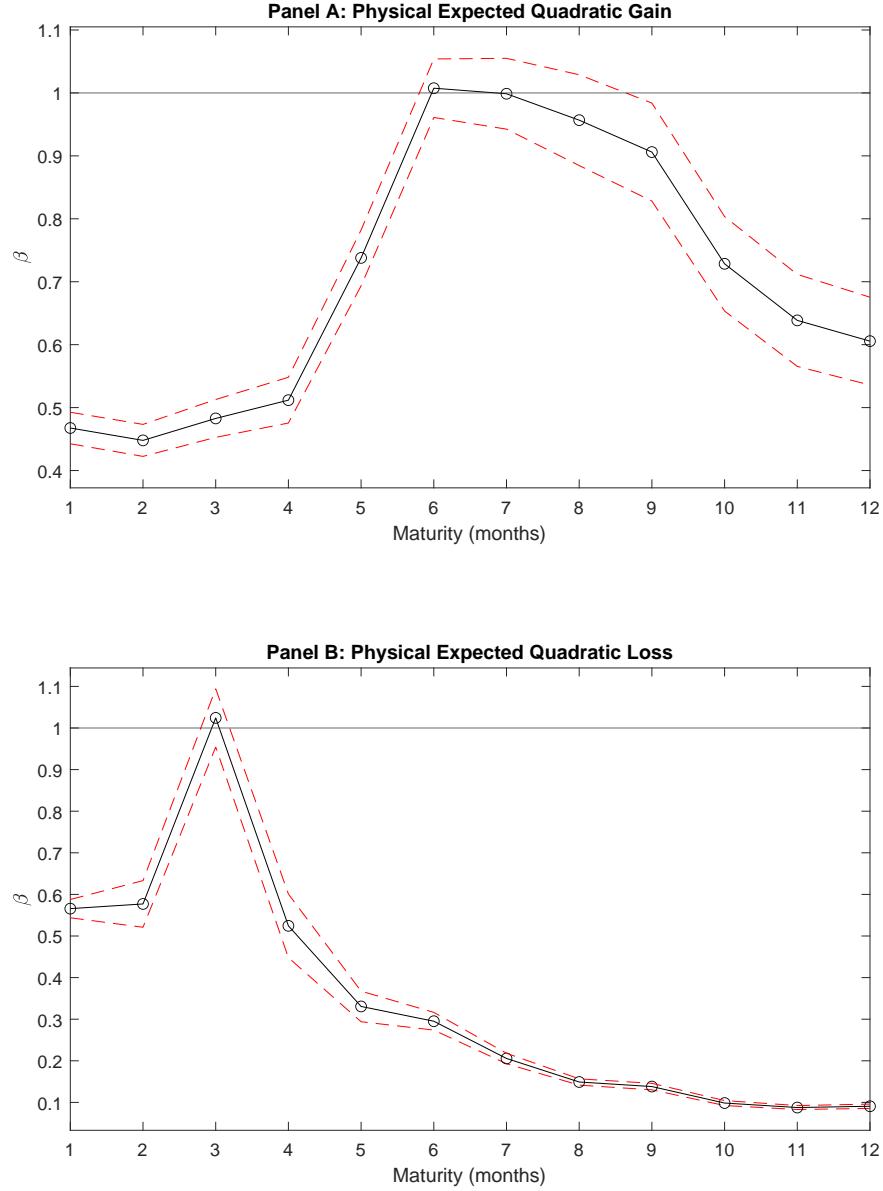 Panel A: Physical Expected Quadratic Gain
1.1
1
0.9
0.8
0.7
0.6
0.5
0.4
β
1 2 3 4 5 6 7 8 9 10 11 12
Maturity (months)
Panel B: Physical Expected Quadratic Loss
1.1
1
0.9
0.8
0.7
0.6
0.5
0.4
0.3
0.2
0.1
β
1 2 3 4 5 6 7 8 9 10 11 12
Maturity (months)